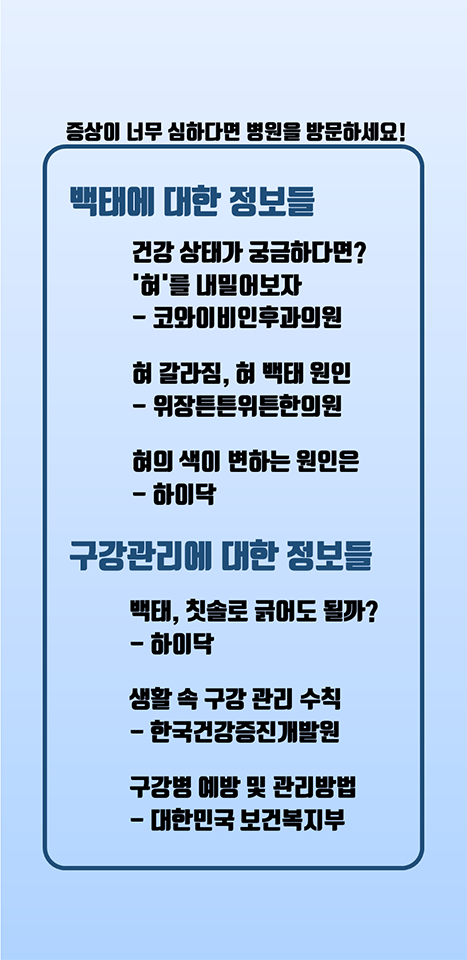 증상이 너무 심하다면 병원을 방문하세요!
백태에 대한 정보들
건강 상태가 궁금하다면?
'혀'를 내밀어보자
- 코와이비인후과의원
혀 갈라짐, 혀 백태 원인
- 위장튼튼위튼한의원
혀의 색이 변하는 원인은
- 하이닥
구강관리에 대한 정보들
백태, 칫솔로 긁어도 될까?
- 하이닥
생활 속 구강 관리 수칙
- 한국건강증진개발원
구강병 예방 및 관리방법
- 대한민국 보건복지부